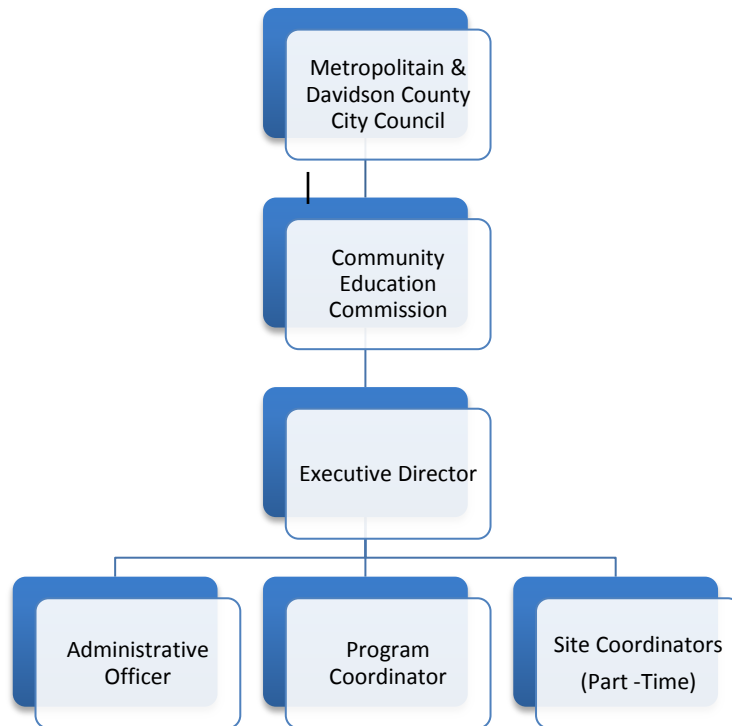 Metropolitain &
Davidson County
City Council
Community
Education
Commission
Executive Director
Administrative
Officer
Program
Coordinator
Site Coordinators
(Part -Time)